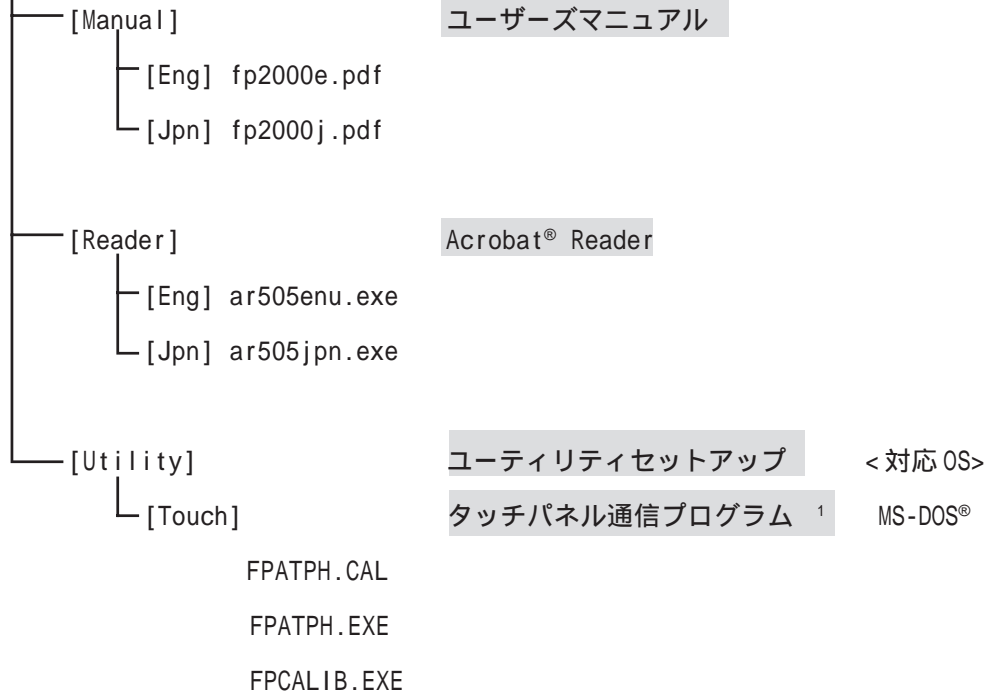 [Manual] ユーザーズマニュアル
[Eng] fp2000e.pdf
[Jpn] fp2000j.pdf
[Reader] Acrobat® Reader
[Eng] ar505enu.exe
[Jpn] ar505jpn.exe
[Utility] ユーティリティセットアップ <対応OS>
[Touch] タッチパネル通信プログラム 1 MS-DOS®
FPATPH.CAL
FPATPH.EXE
FPCALIB.EXE